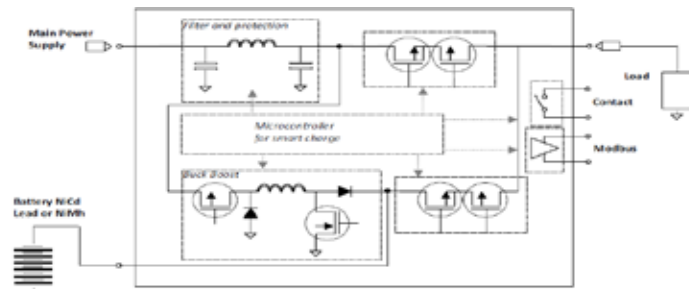 Main Power
Supply
Filter and protection
Load
Contact
Microcontroller
for smart charge
Modbus
Buck Boost
Battery NiCd
Lead or NiMh